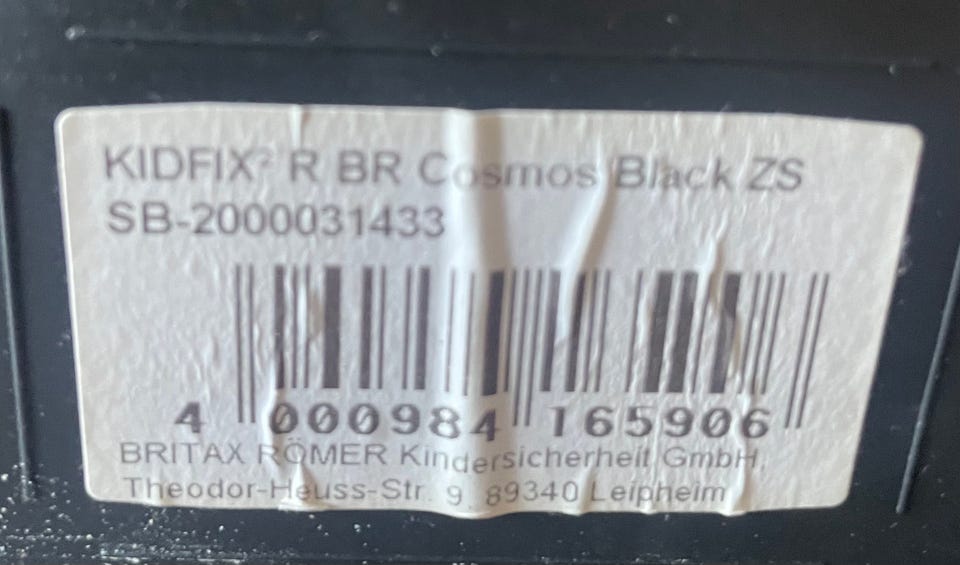 KIDFIX² R BR Cosmos Black ZS
SB-2000031433
4 000984 165906
BRITAX RÖMER Kindersicherheit GmbH,
Theodor-Heuss-Str. 9, 89340 Leipheim